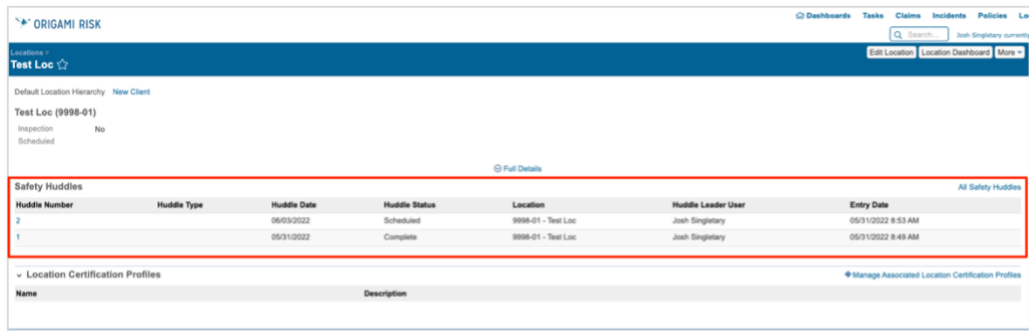 ORIGAMI RISK
Dashboards Tasks Claims Incidents Policies Lo
Search...
Josh Singletary currently
Locations >
Test Loc
Edit Location Location Dashboard More
Default Location Hierarchy New Client
Test Loc (9998-01)
Inspection Scheduled No
Full Details
Safety Huddles All Safety Huddles
Huddle Number Huddle Type Huddle Date Huddle Status Location Huddle Leader User Entry Date
2 06/03/2022 Scheduled 9998-01 - Test Loc Josh Singletary 05/31/2022 8:53 AM
1 05/31/2022 Complete 9998-01 - Test Loc Josh Singletary 05/31/2022 8:49 AM
Location Certification Profiles Manage Associated Location Certification Profiles
Name Description